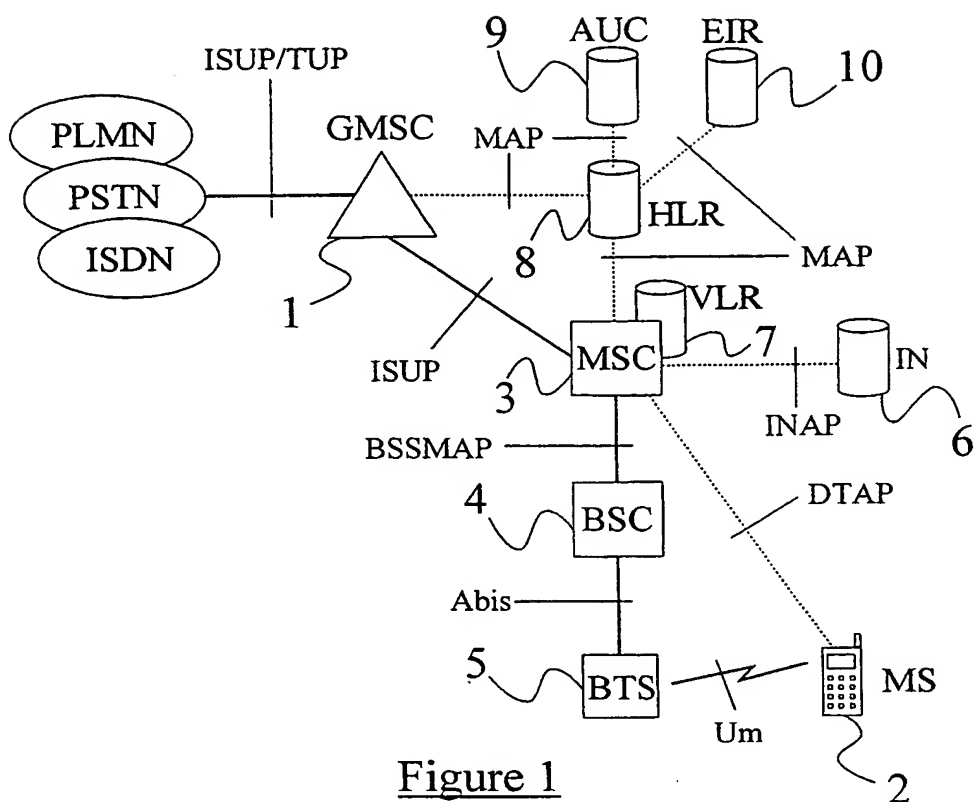 9
AUC
EIR
10
ISUP/TUP
GMSC
MAP
PLMN
PSTN
ISDN
HLR
8
MAP
1
VLR
7
ISUP
3
MSC
IN
INAP
6
BSSMAP
4
BSC
DTAP
Abis
5
BTS
MS
Um
2
Figure 1